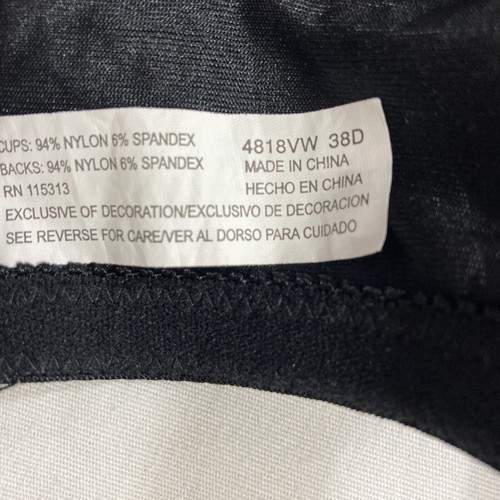 CUPS: 94% NYLON 6% SPANDEX
BACKS: 94% NYLON 6% SPANDEX
RN 115313
4818VW 38D
MADE IN CHINA
HECHO EN CHINA
EXCLUSIVE OF DECORATION/EXCLUSIVO DE DECORACION
SEE REVERSE FOR CARE/VER AL DORSO PARA CUIDADO